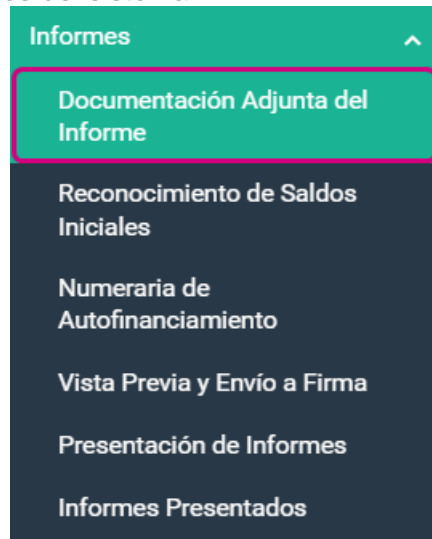 Informes
Documentación Adjunta del
Informe
Reconocimiento de Saldos
Iniciales
Numeraria de
Autofinanciamiento
Vista Previa y Envío a Firma
Presentación de Informes
Informes Presentados